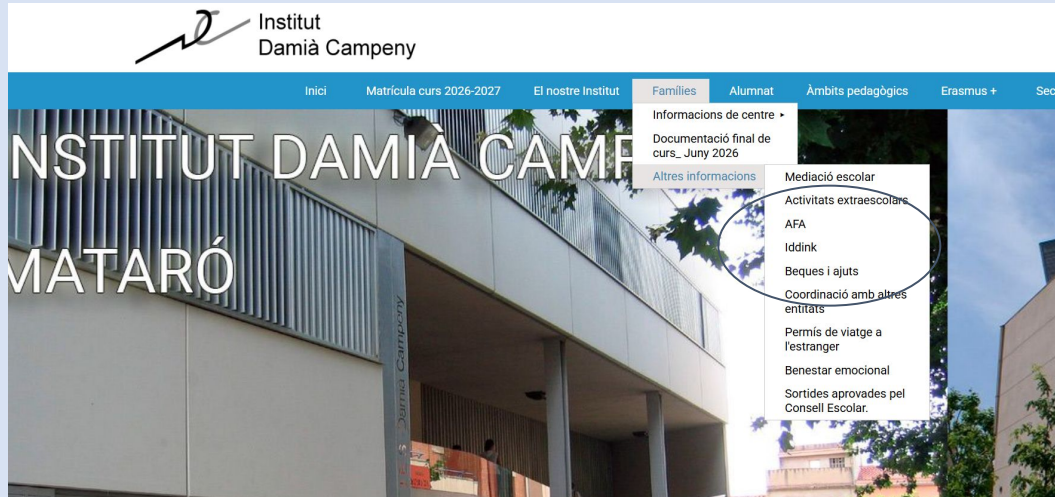 Institut
Damià Campeny
Inici Matrícula curs 2026-2027 El nostre Institut Famílies Alumnat Àmbits pedagògics Erasmus + Sec
Informacions de centre ▸
Documentació final de
curs_ Juny 2026
Altres informacions
Mediació escolar
Activitats extraescolars
AFA
Iddink
Beques i ajuts
Coordinació amb altres
entitats
Permís de viatge a
l'estranger
Benestar emocional
Sortides aprovades pel
Consell Escolar.
NSTITUT DAMIÀ CAMP
MATARÓ
Damià Campeny